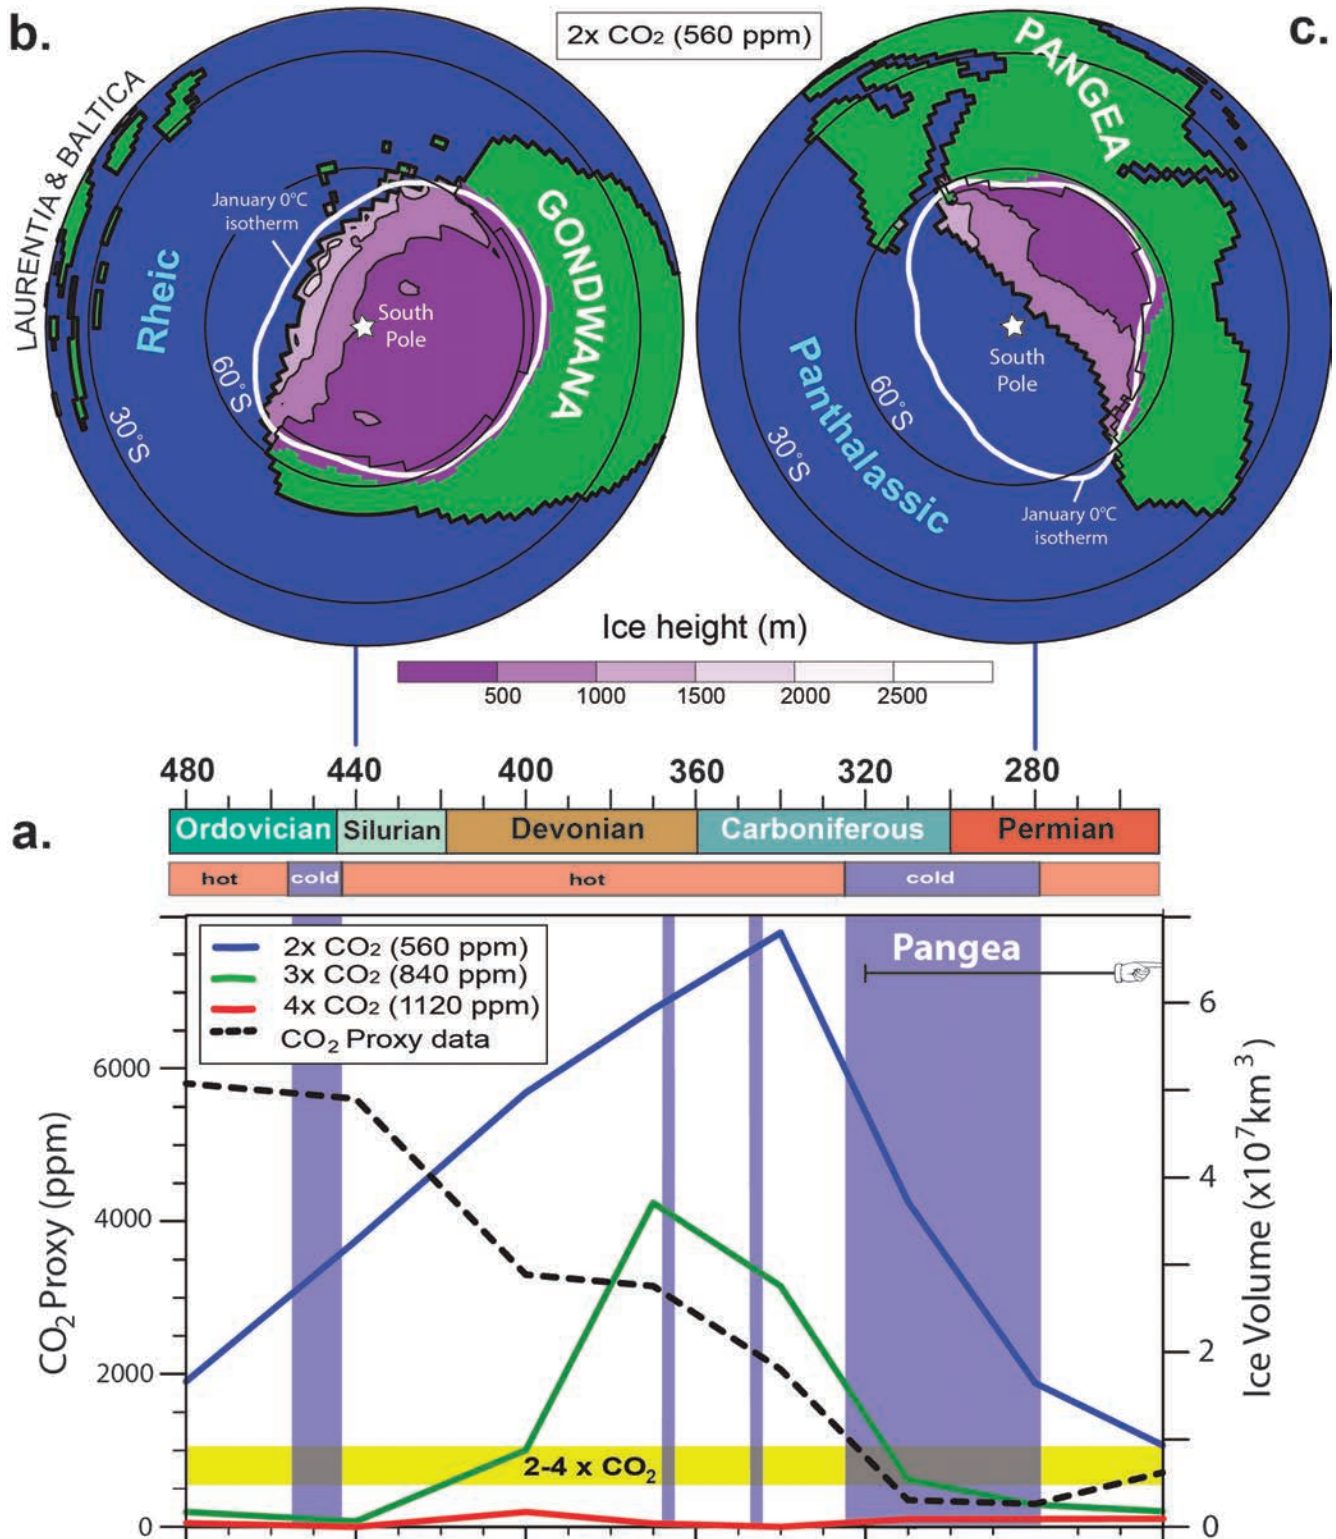 b.
2x CO₂ (560 ppm)
c.
LAURENTIA & BALTICA
PANGEA
January 0°C
isotherm
Rheic
GONDWANA
South
Pole
60°S
30°S
South
Pole
60°S
30°S
Panthalassic
January 0°C
isotherm
Ice height (m)
500 1000 1500 2000 2500
480 440 400 360 320 280
a.
Ordovician Silurian Devonian Carboniferous Permian
hot cold hot cold
2x CO₂ (560 ppm)
3x CO₂ (840 ppm)
4x CO₂ (1120 ppm)
CO₂ Proxy data
Pangea
6000
4000
2000
0
CO₂ Proxy (ppm)
2-4 x CO₂
6
4
2
0
Ice Volume (x10⁷km³)